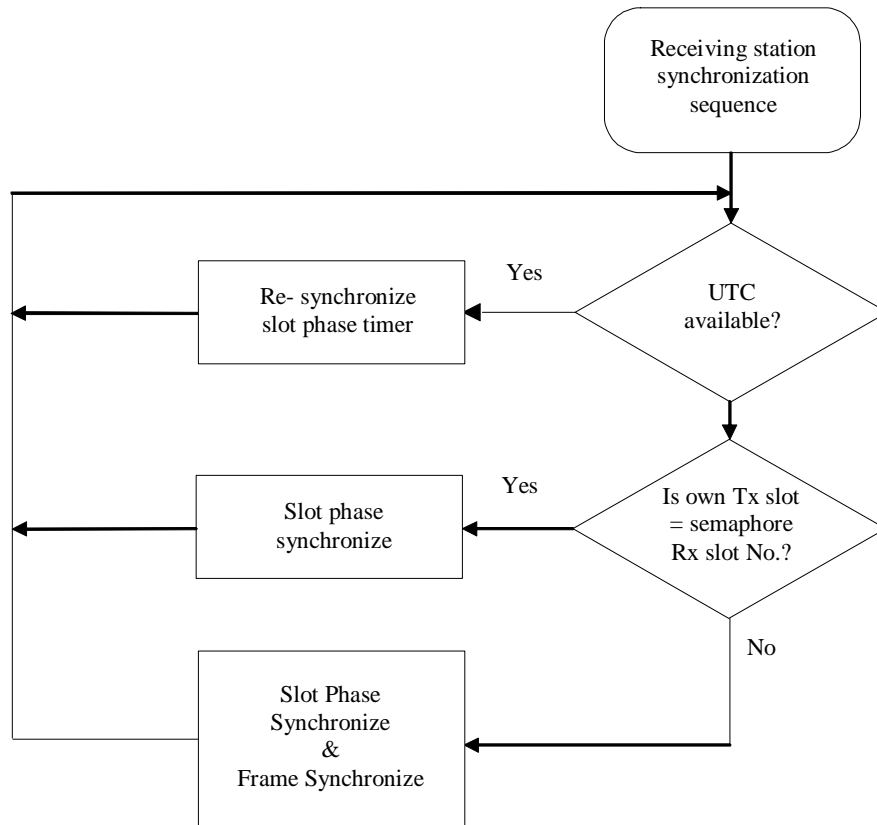 Receiving station
synchronization
sequence
Yes
Re- synchronize
slot phase timer
UTC
available?
Yes
Slot phase
synchronize
Is own Tx slot
= semaphore
Rx slot No.?
No
Slot Phase
Synchronize
&
Frame Synchronize